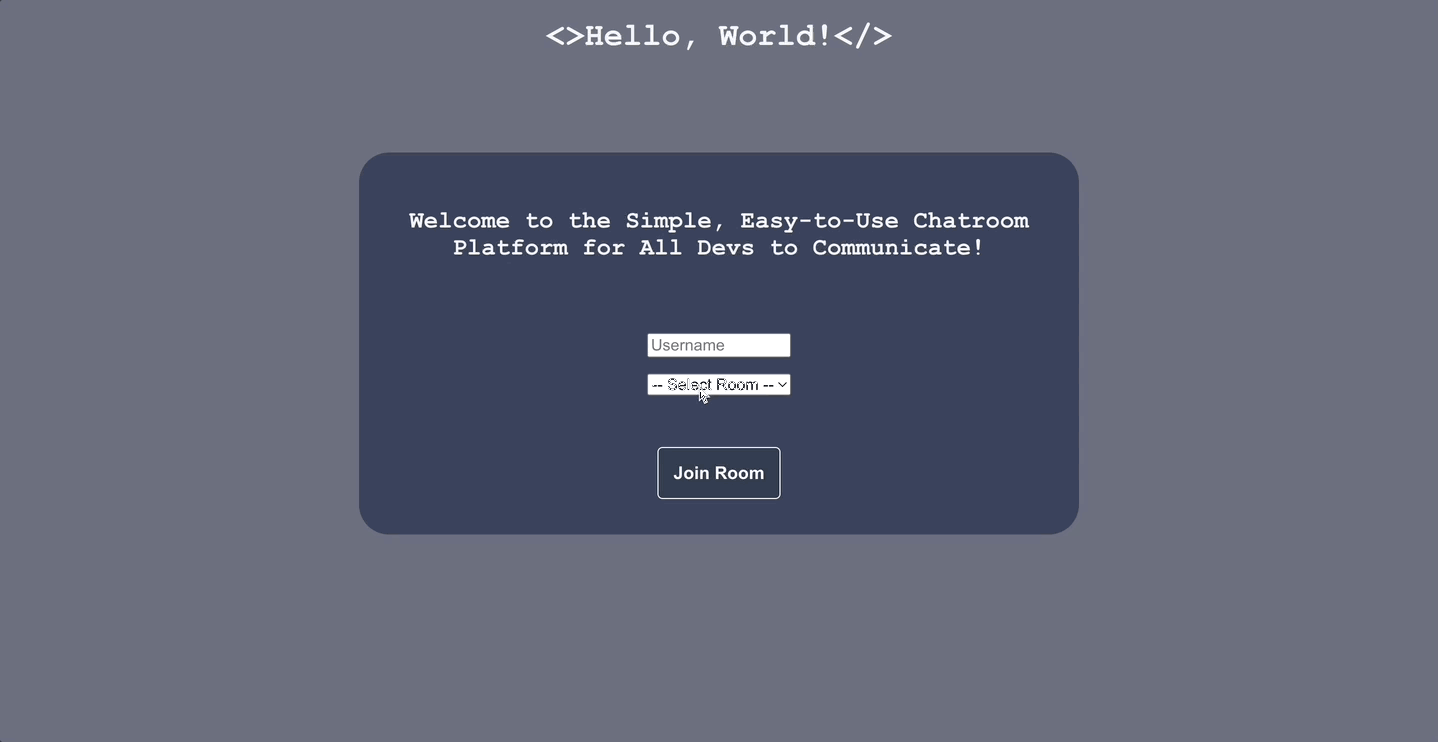 <>Hello, World!</>
Welcome to the Simple, Easy-to-Use Chatroom
Platform for All Devs to Communicate!
Username
-- Select Room --
Join Room